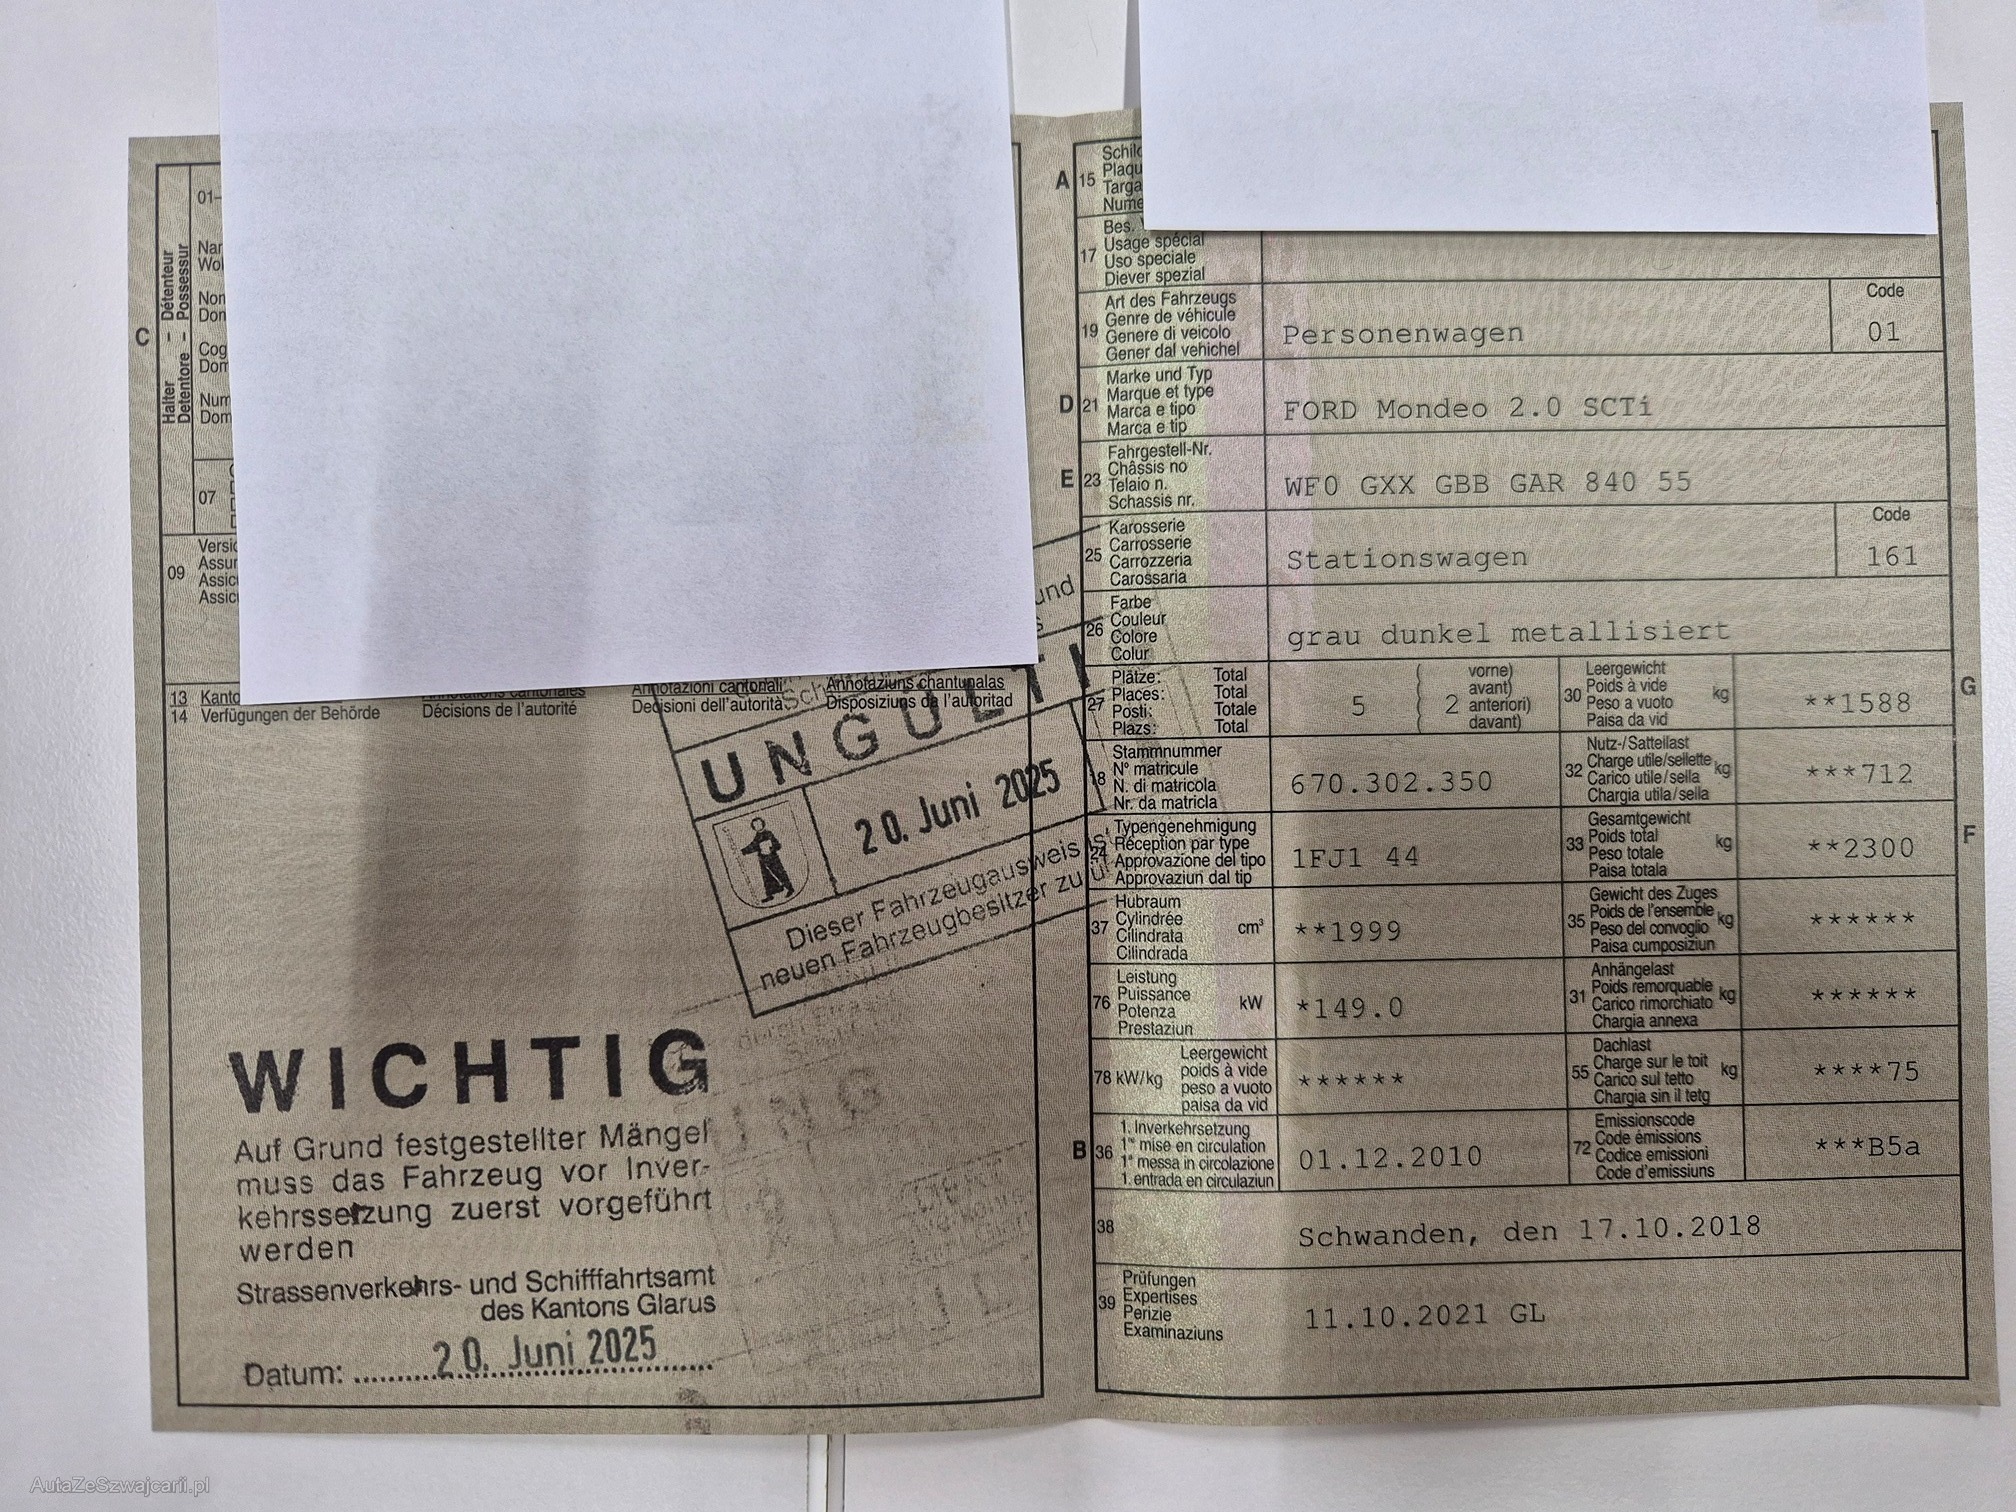 C
Halter – Détenteur
Detentore – Possessur
01–
07
09
13
14 Verfügungen der Behörde
Annotations cantonales
Décisions de l'autorité
Annotazioni cantonali
Decisioni dell'autorità
Annotaziuns chantunalas
Disposiziuns da l'autoritad
und
UNGÜLTI
20. Juni 2025
Dieser Fahrzeugausweis ist
neuen Fahrzeugbesitzer zu
WICHTIG
Auf Grund festgestellter Mängel
muss das Fahrzeug vor Inver-
kehrssetzung zuerst vorgeführt
werden
Strassenverkehrs- und Schifffahrtsamt
des Kantons Glarus
Datum: 20. Juni 2025
A 15
17
Bes.
Usage spécial
Uso speciale
Diever spezial
19
Art des Fahrzeugs
Genre de véhicule
Genere di veicolo
Gener dal vehichel
Personenwagen
Code
01
D 21
Marke und Typ
Marque et type
Marca e tipo
Marca e tip
FORD Mondeo 2.0 SCTi
E 23
Fahrgestell-Nr.
Châssis no
Telaio n.
Schassis nr.
WF0 GXX GBB GAR 840 55
25
Karosserie
Carrosserie
Carrozzeria
Carossaria
Stationswagen
Code
161
26
Farbe
Couleur
Colore
Colur
grau dunkel metallisiert
27
Plätze: Total
Places: Total
Posti: Totale
Plazs: Total
5
2
vorne)
avant)
anteriori)
davant)
30
Leergewicht
Poids à vide
Peso a vuoto
Paisa da vid
kg
**1588
G
18
Stammnummer
N° matricule
N. di matricola
Nr. da matricla
670.302.350
32
Nutz-/Sattellast
Charge utile/sellette
Carico utile/sella
Chargia utila/sella
kg
***712
24
Typengenehmigung
Réception par type
Approvazione del tipo
Approvaziun dal tip
1FJ1 44
33
Gesamtgewicht
Poids total
Peso totale
Paisa totala
kg
**2300
F
37
Hubraum
Cylindrée
Cilindrata
Cilindrada
cm³
**1999
35
Gewicht des Zuges
Poids de l'ensemble
Peso del convoglio
Paisa cumposiziun
kg
******
76
Leistung
Puissance
Potenza
Prestaziun
kW
*149.0
31
Anhängelast
Poids remorquable
Carico rimorchiato
Chargia annexa
kg
******
78 kW/kg
Leergewicht
poids à vide
peso a vuoto
paisa da vid
******
55
Dachlast
Charge sur le toit
Carico sul tetto
Chargia sin il tetg
kg
****75
B 36
1. Inverkehrsetzung
1re mise en circulation
1a messa in circolazione
1. entrada en circulaziun
01.12.2010
72
Emissionscode
Code émissions
Codice emissioni
Code d'emissiuns
***B5a
38
Schwanden, den 17.10.2018
39
Prüfungen
Expertises
Perizie
Examinaziuns
11.10.2021 GL
AutaZeSzwajcarii.pl